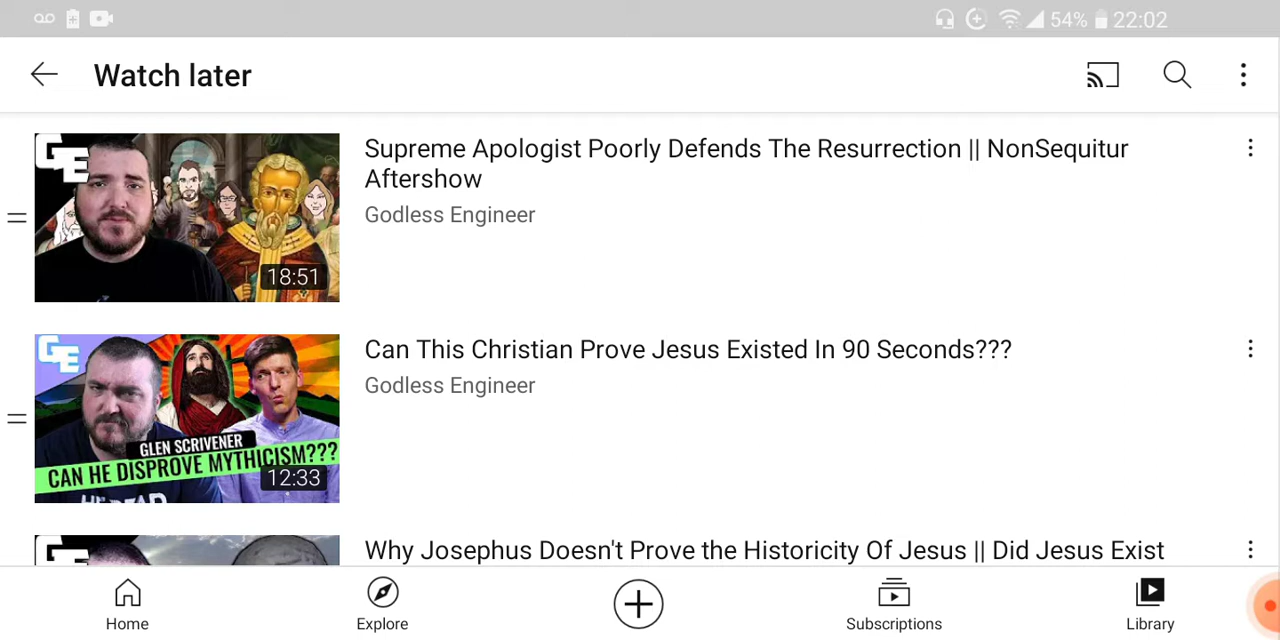 54% 22:02
Watch later
GE
18:51
Supreme Apologist Poorly Defends The Resurrection || NonSequitur
Aftershow
Godless Engineer
GE
GLEN SCRIVENER
CAN HE DISPROVE MYTHICISM???
12:33
Can This Christian Prove Jesus Existed In 90 Seconds???
Godless Engineer
Why Josephus Doesn't Prove the Historicity Of Jesus || Did Jesus Exist
Home
Explore
Subscriptions
Library